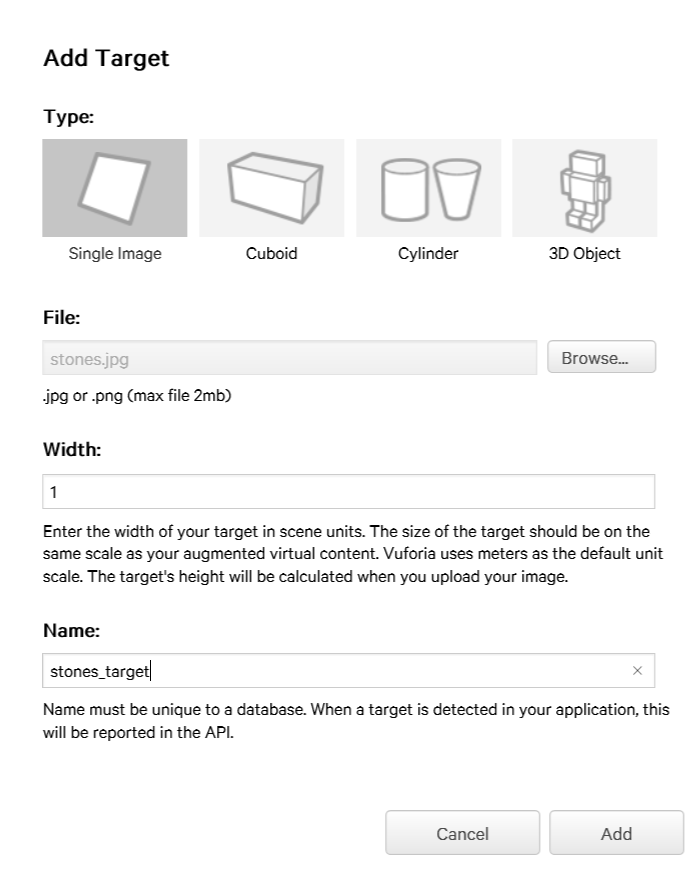 Add Target
Type:
Single Image
Cuboid
Cylinder
3D Object
File:
stones.jpg
Browse...
.jpg or .png (max file 2mb)
Width:
1
Enter the width of your target in scene units. The size of the target should be on the
same scale as your augmented virtual content. Vuforia uses meters as the default unit
scale. The target's height will be calculated when you upload your image.
Name:
stones_target
×
Name must be unique to a database. When a target is detected in your application, this
will be reported in the API.
Cancel
Add